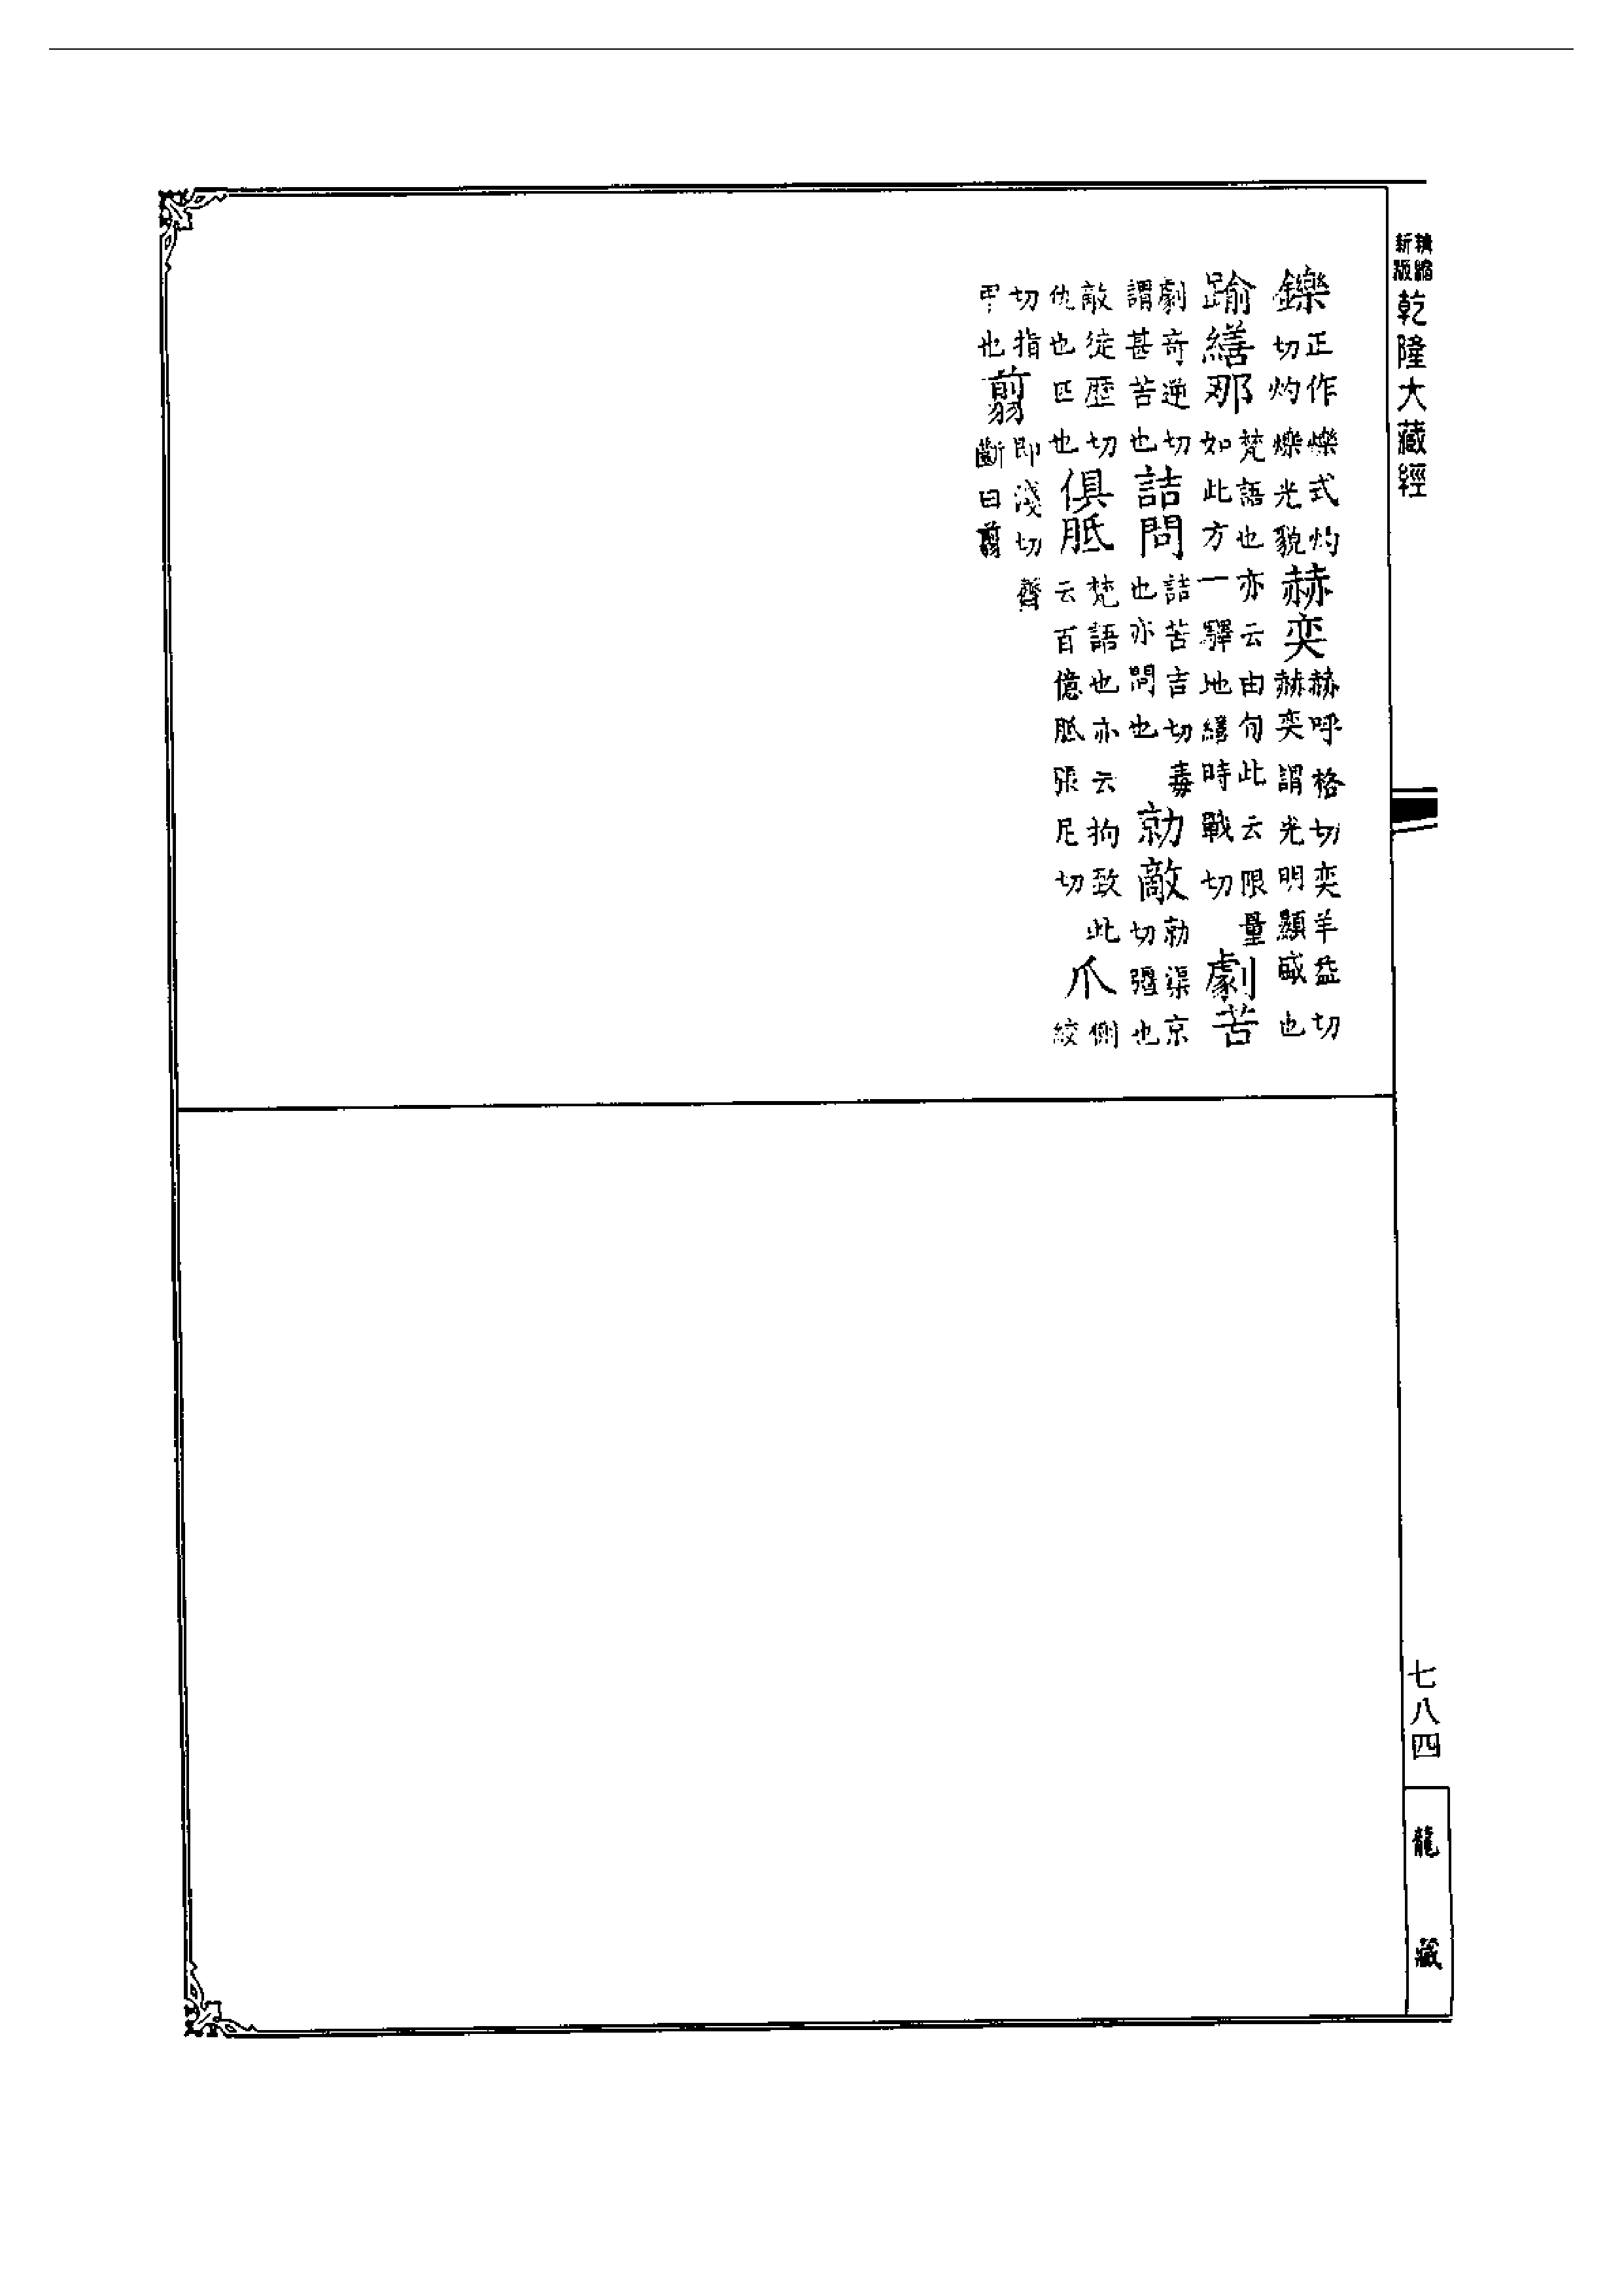 精縮新版乾隆大藏經
鑠正作爍式灼切灼爍光貌赫奕赫呼格切奕羊益切赫奕謂光明顯盛也
踰繕那梵語也亦云由旬此云限量如此方一驛地繕時戰切劇苦
劇奇逆切謂甚苦也詰問詰苦吉切毒也亦問也勍敵勍渠京切彊也
敵徒歷切仇也匹也俱胝梵語也亦云拘致此云百億胝張尼切爪側絞
切指甲也翦即淺切齊斷曰翦
七八四
龍藏